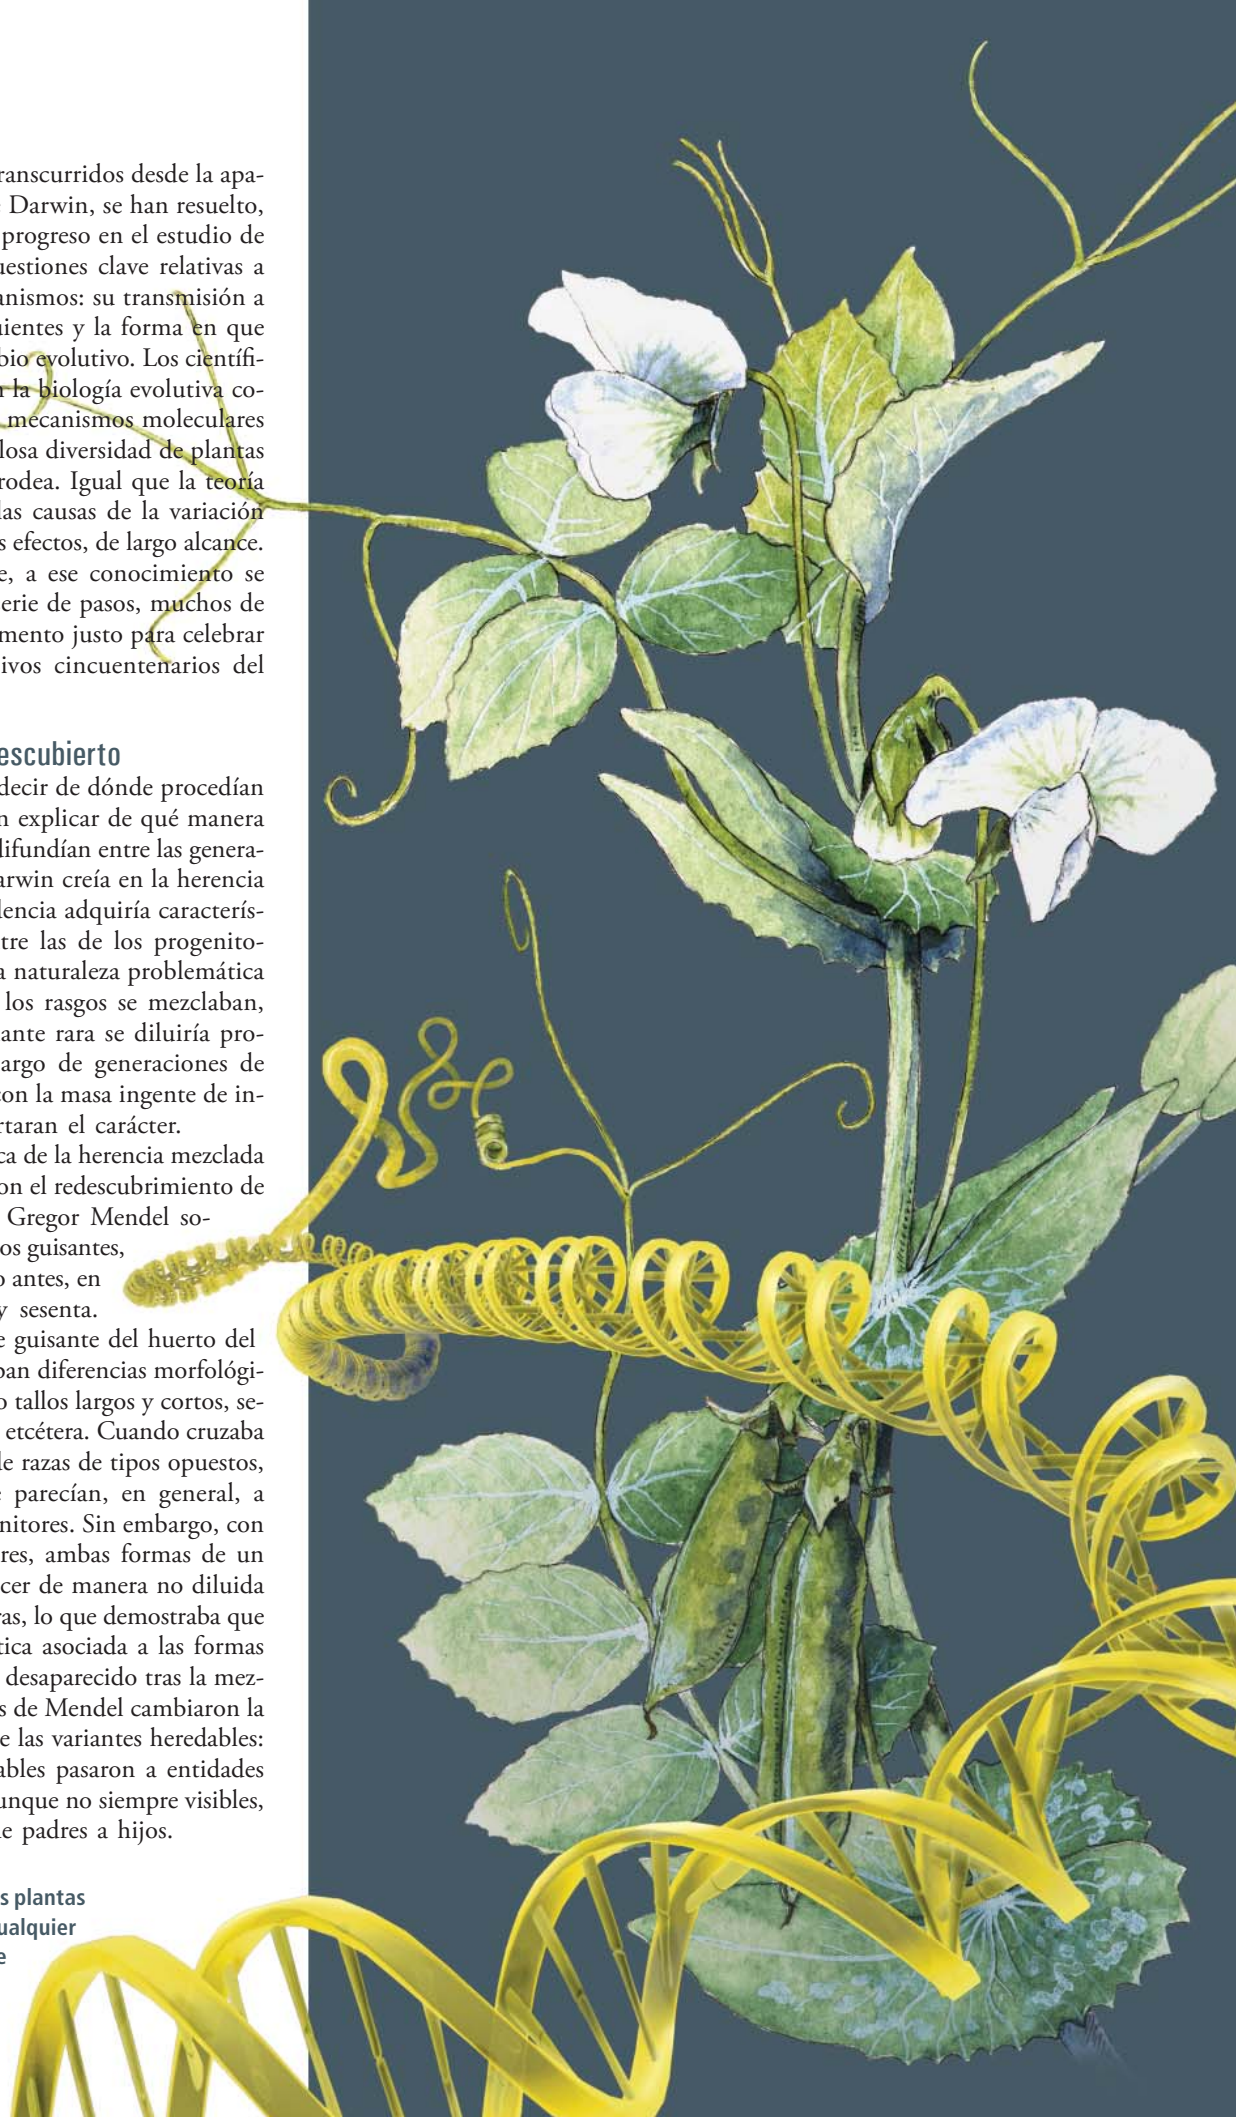 ranscurridos desde la apa-
Darwin, se han resuelto,
progreso en el estudio de
uestiones clave relativas a
anismos: su transmisión a
uientes y la forma en que
bio evolutivo. Los científi-
la biología evolutiva co-
mecanismos moleculares
losa diversidad de plantas
rodea. Igual que la teoría
las causas de la variación
s efectos, de largo alcance.
e, a ese conocimiento se
erie de pasos, muchos de
mento justo para celebrar
ivos cincuentenarios del
escubierto
decir de dónde procedían
n explicar de qué manera
difundían entre las genera-
arwin creía en la herencia
dencia adquiría caracterís-
tre las de los progenito-
a naturaleza problemática
los rasgos se mezclaban,
ante rara se diluiría pro-
argo de generaciones de
con la masa ingente de in-
rtaran el carácter.
ca de la herencia mezclada
on el redescubrimiento de
Gregor Mendel so-
os guisantes,
o antes, en
y sesenta.
e guisante del huerto del
ban diferencias morfológi-
o tallos largos y cortos, se-
etcétera. Cuando cruzaba
de razas de tipos opuestos,
e parecían, en general, a
nitores. Sin embargo, con
res, ambas formas de un
cer de manera no diluida
ras, lo que demostraba que
tica asociada a las formas
desaparecido tras la mez-
s de Mendel cambiaron la
e las variantes heredables:
ables pasaron a entidades
unque no siempre visibles,
e padres a hijos.
s plantas
ualquier
e